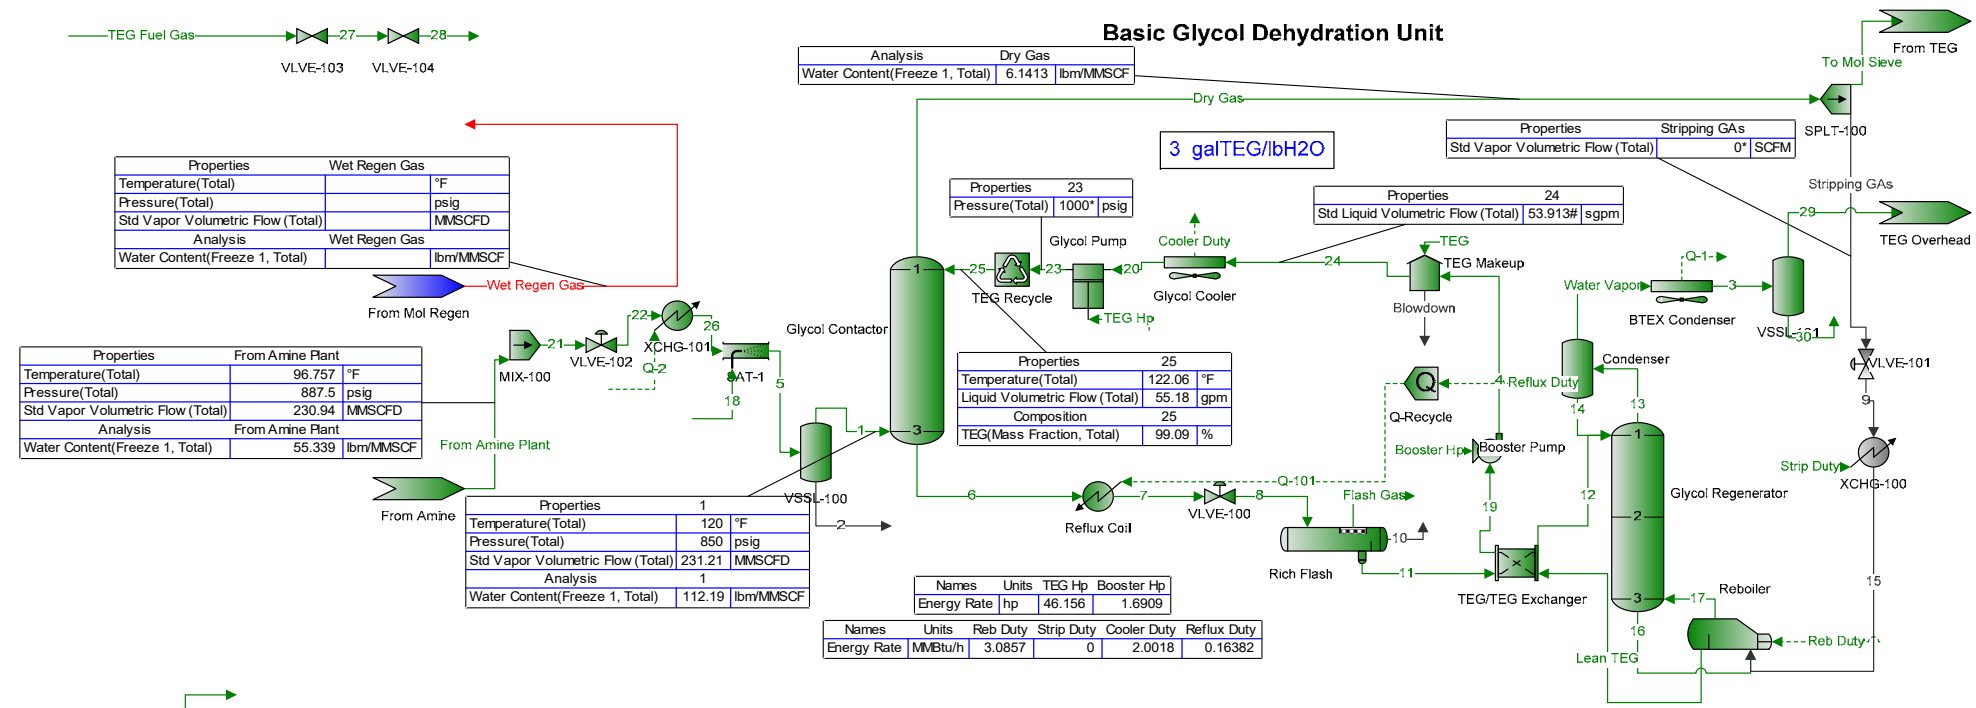 Basic Glycol Dehydration Unit
TEG Fuel Gas
27
28
VLVE-103
VLVE-104
From TEG
To Mol Sieve
Analysis Dry Gas
Water Content(Freeze 1, Total) 6.1413 lbm/MMSCF
Dry Gas
SPLT-100
3 galTEG/lbH2O
Properties Stripping GAs
Std Vapor Volumetric Flow (Total) 0* SCFM
Stripping GAs
Properties Wet Regen Gas
Temperature(Total) °F
Pressure(Total) psig
Std Vapor Volumetric Flow (Total) MMSCFD
Analysis Wet Regen Gas
Water Content(Freeze 1, Total) lbm/MMSCF
Wet Regen Gas
From Mol Regen
Properties 23
Pressure(Total) 1000* psig
Properties 24
Std Liquid Volumetric Flow (Total) 53.913# sgpm
29
TEG Overhead
Glycol Pump
Cooler Duty
TEG
TEG Makeup
Q-1
1
25
23
20
24
TEG Recycle
Glycol Cooler
Blowdown
Water Vapor
3
BTEX Condenser
TEG Hp
30
Glycol Contactor
22
26
21
VLVE-102
XCHG-101
Q-2
MIX-100
SAT-1
18
5
Condenser
VLVE-101
9
Properties From Amine Plant
Temperature(Total) 96.757 °F
Pressure(Total) 887.5 psig
Std Vapor Volumetric Flow (Total) 230.94 MMSCFD
Analysis From Amine Plant
Water Content(Freeze 1, Total) 55.339 lbm/MMSCF
From Amine Plant
From Amine
Properties 25
Temperature(Total) 122.06 °F
Liquid Volumetric Flow (Total) 55.18 gpm
Composition 25
TEG(Mass Fraction, Total) 99.09 %
Q
Q-Recycle
4
Reflux Duty
14
13
1
3
VSSL-100
2
Booster Hp
Booster Pump
1
Strip Duty
XCHG-100
Properties 1
Temperature(Total) 120 °F
Pressure(Total) 850 psig
Std Vapor Volumetric Flow (Total) 231.21 MMSCFD
Analysis 1
Water Content(Freeze 1, Total) 112.19 lbm/MMSCF
6
Reflux Coil
7
Q-101
VLVE-100
8
Flash Gas
10
Rich Flash
11
19
12
TEG/TEG Exchanger
Glycol Regenerator
2
3
17
16
Reboiler
15
Reb Duty
Lean TEG
Names Units TEG Hp Booster Hp
Energy Rate hp 46.156 1.6909
Names Units Reb Duty Strip Duty Cooler Duty Reflux Duty
Energy Rate MMBtu/h 3.0857 0 2.0018 0.16382